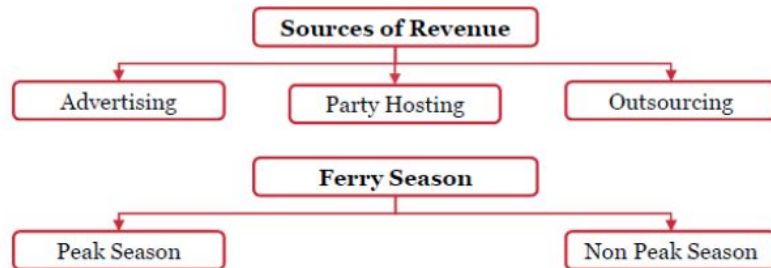 Sources of Revenue
Advertising
Party Hosting
Outsourcing
Ferry Season
Peak Season
Non Peak Season